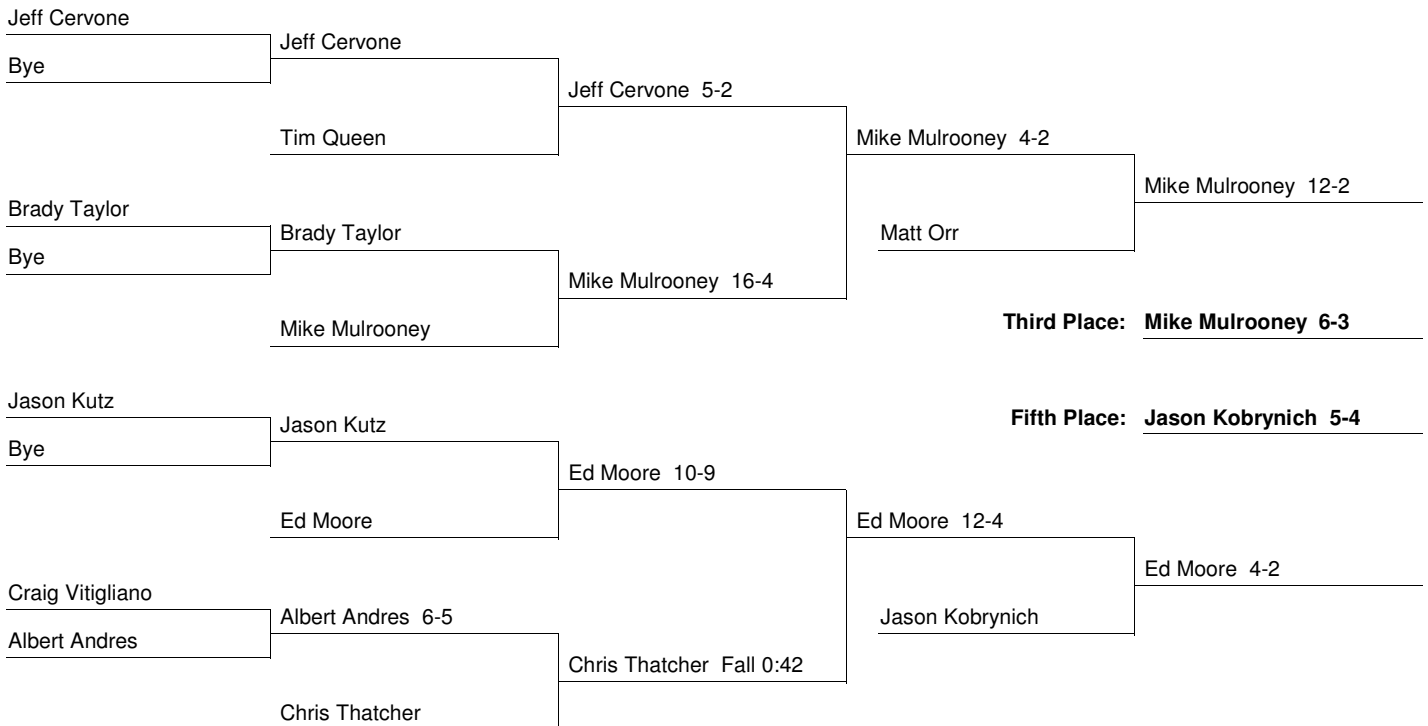 Jeff Cervone
Jeff Cervone
Bye
Jeff Cervone 5-2
Tim Queen
Mike Mulrooney 4-2
Mike Mulrooney 12-2
Brady Taylor
Brady Taylor
Matt Orr
Bye
Mike Mulrooney 16-4
Mike Mulrooney
Third Place: Mike Mulrooney 6-3
Jason Kutz
Jason Kutz
Fifth Place: Jason Kobrynich 5-4
Bye
Ed Moore 10-9
Ed Moore
Ed Moore 12-4
Ed Moore 4-2
Craig Vitigliano
Albert Andres 6-5
Jason Kobrynich
Albert Andres
Chris Thatcher Fall 0:42
Chris Thatcher